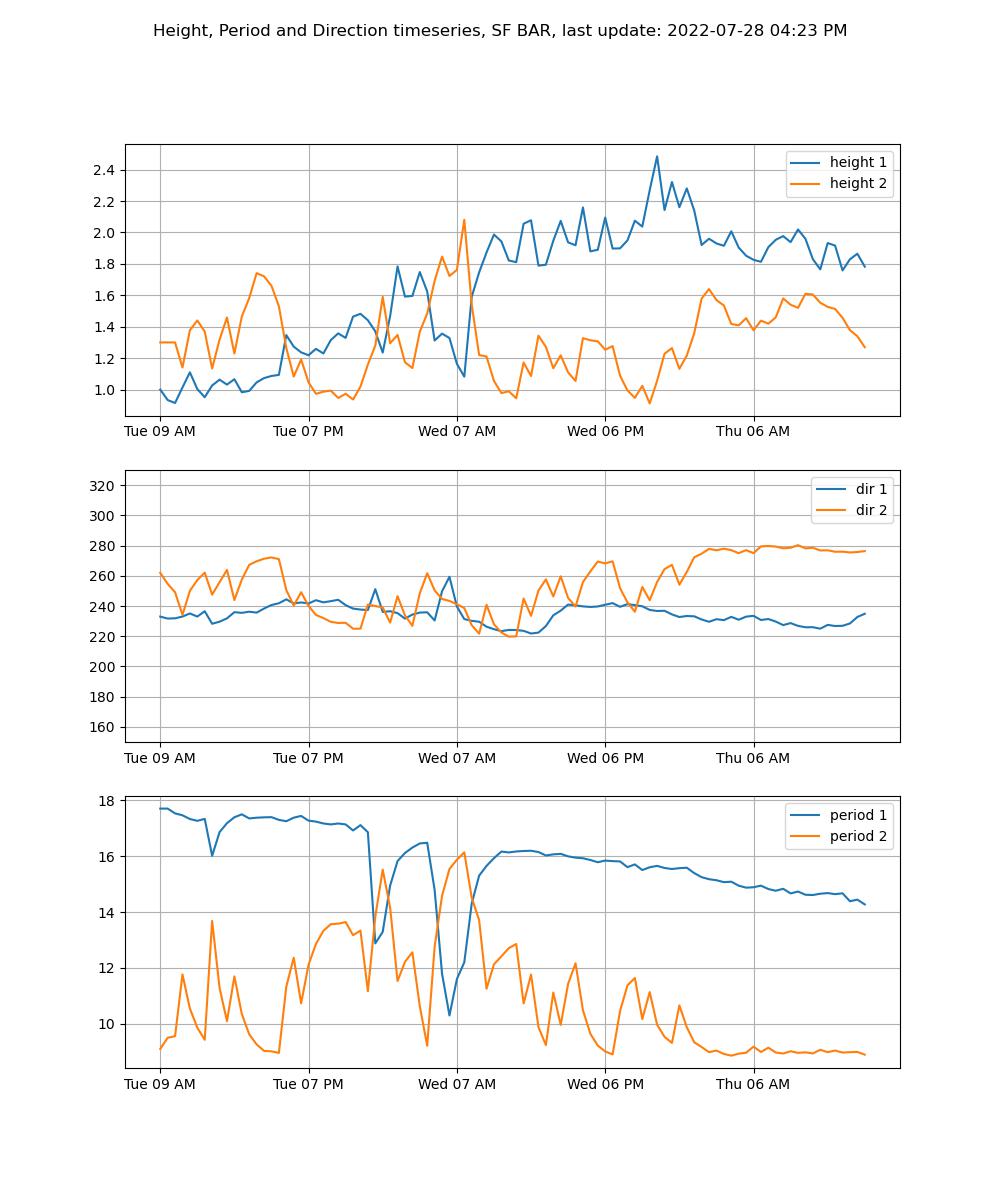 Height, Period and Direction timeseries, SF BAR, last update: 2022-07-28 04:23 PM
2.4
2.2
2.0
1.8
1.6
1.4
1.2
1.0
height 1
height 2
Tue 09 AM Tue 07 PM Wed 07 AM Wed 06 PM Thu 06 AM
320
300
280
260
240
220
200
180
160
dir 1
dir 2
Tue 09 AM Tue 07 PM Wed 07 AM Wed 06 PM Thu 06 AM
18
16
14
12
10
period 1
period 2
Tue 09 AM Tue 07 PM Wed 07 AM Wed 06 PM Thu 06 AM